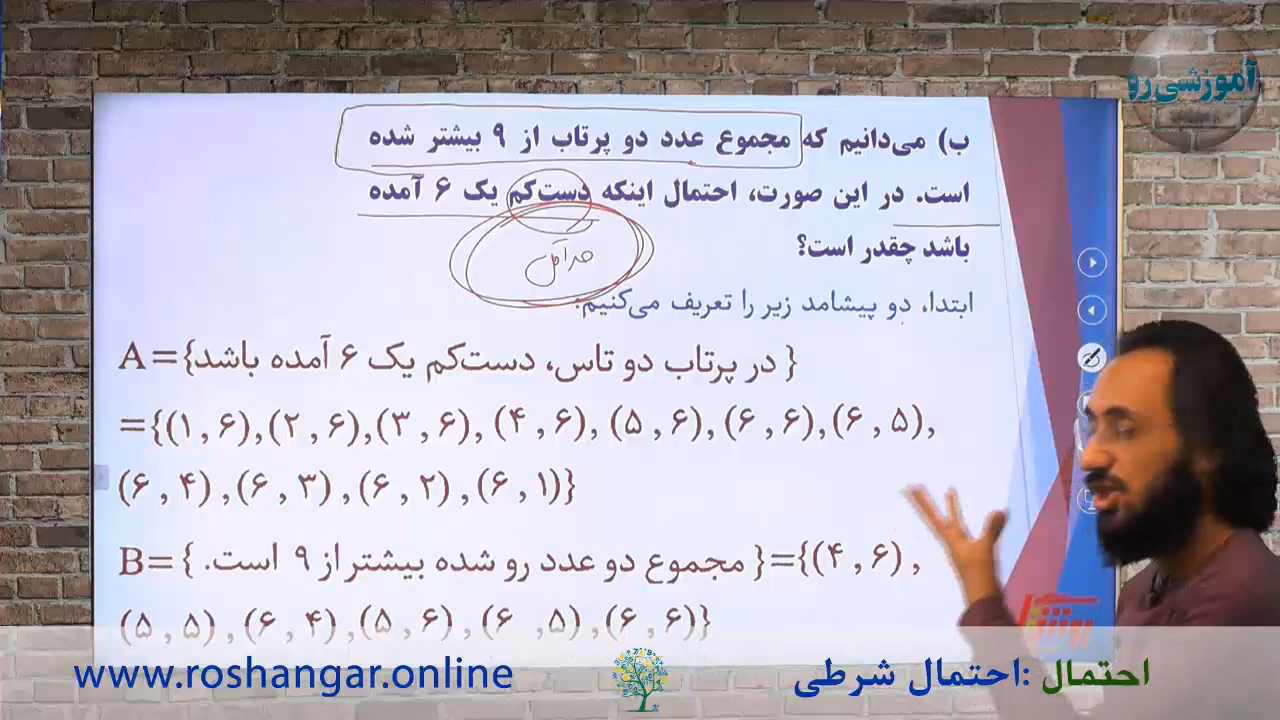 آموزشی رو
ب) می‌دانیم که مجموع عدد دو پرتاب از ۹ بیشتر شده
است. در این صورت، احتمال اینکه دست‌کم یک ۶ آمده
باشد چقدر است؟
حداقل
ابتدا، دو پیشامد زیر را تعریف می‌کنیم:
A={در پرتاب دو تاس، دست‌کم یک ۶ آمده باشد}
={(۱,۶),(۲,۶),(۳,۶),(۴,۶),(۵,۶),(۶,۶),(۶,۵),
(۶,۴),(۶,۳),(۶,۲),(۶,۱)}
B={مجموع دو عدد رو شده بیشتر از ۹ است.}={(۴,۶),
(۵,۵),(۶,۴),(۵,۶),(۶,۵),(۶,۶)}
احتمال: احتمال شرطی
www.roshangar.online